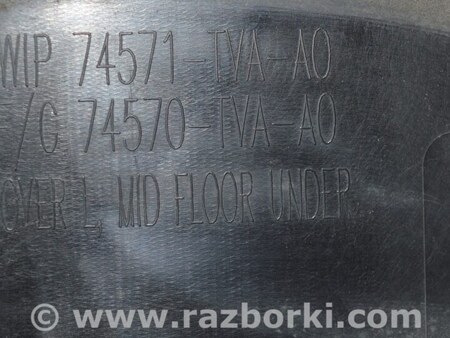 WIP 74571-TVA-A0
F/G 74570-TVA-A0
OVER L, MID FLOOR UNDER
© www.razborki.com